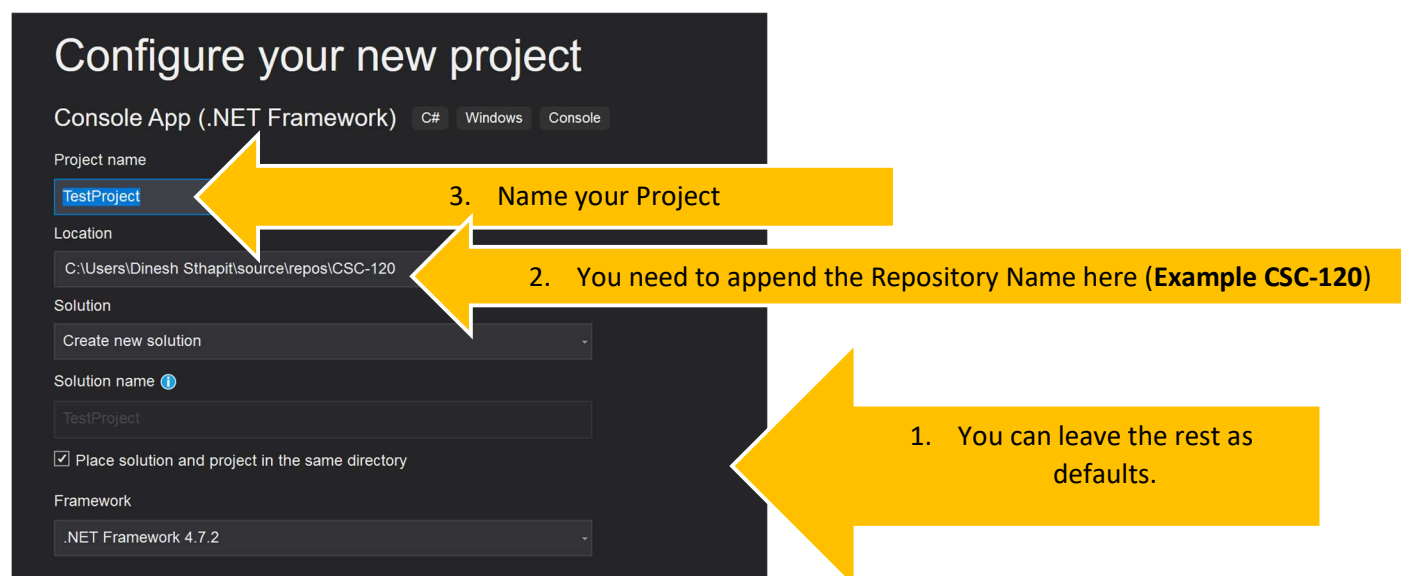 Configure your new project
Console App (.NET Framework) C# Windows Console
Project name
TestProject
3. Name your Project
Location
C:\Users\Dinesh Sthapit\source\repos\CSC-120
2. You need to append the Repository Name here (Example CSC-120)
Solution
Create new solution
Solution name
TestProject
Place solution and project in the same directory
1. You can leave the rest as
defaults.
Framework
.NET Framework 4.7.2